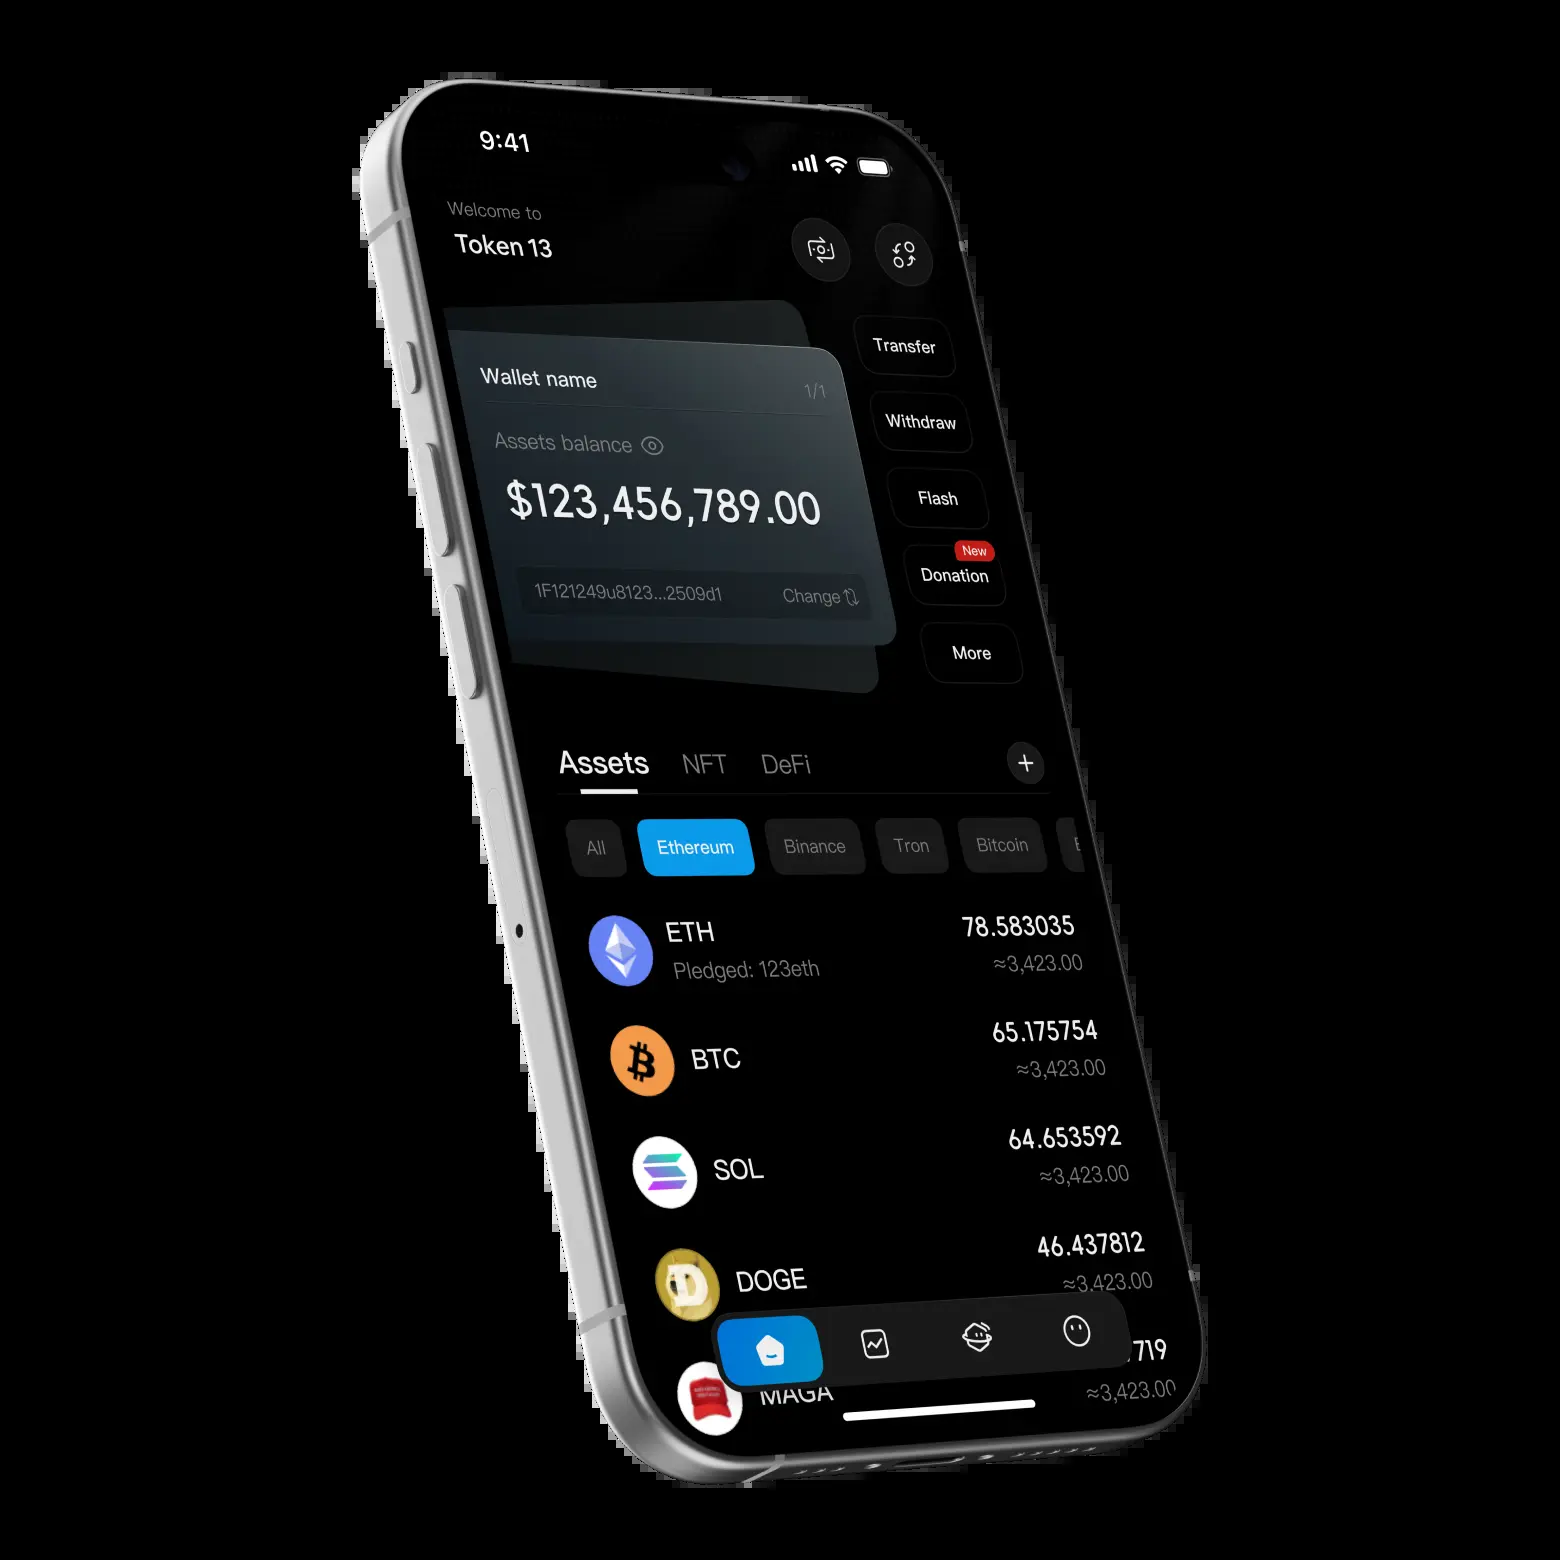 9:41
Welcome to
Token 13
Wallet name
1/1
Assets balance
$123,456,789.00
1F121249u8123...2509d1
Change
Transfer
Withdraw
Flash
New
Donation
More
Assets NFT DeFi
All Ethereum Binance Tron Bitcoin
ETH
78.583035
Pledged: 123eth
≈3,423.00
BTC
65.175754
≈3,423.00
SOL
64.653592
≈3,423.00
DOGE
46.437812
≈3,423.00
MAGA
719
≈3,423.00